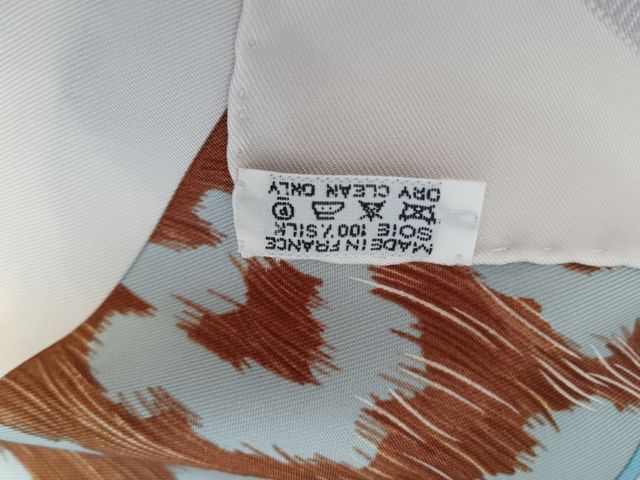 MADE IN FRANCE
SOIE 100 % SILK
DRY CLEAN ONLY